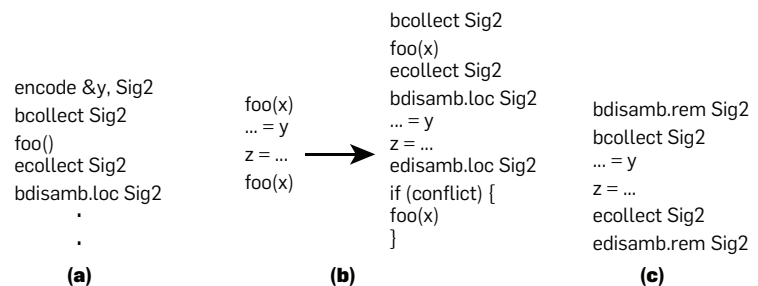 encode &y, Sig2
bcollect Sig2
foo()
ecollect Sig2
bdisamb.loc Sig2
.
.
(a)
foo(x)
... = y
z = ...
foo(x)
bcollect Sig2
foo(x)
ecollect Sig2
bdisamb.loc Sig2
... = y
z = ...
edisamb.loc Sig2
if (conflict) {
foo(x)
}
(b)
bdisamb.rem Sig2
bcollect Sig2
... = y
z = ...
ecollect Sig2
edisamb.rem Sig2
(c)